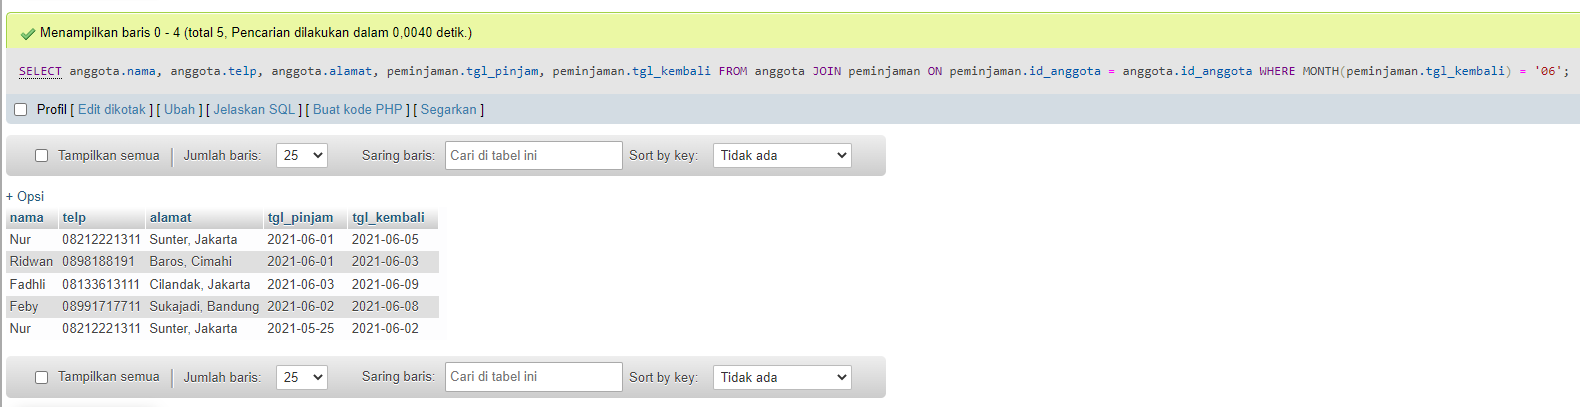 Menampilkan baris 0 - 4 (total 5, Pencarian dilakukan dalam 0,0040 detik.)
SELECT anggota.nama, anggota.telp, anggota.alamat, peminjaman.tgl_pinjam, peminjaman.tgl_kembali FROM anggota JOIN peminjaman ON peminjaman.id_anggota = anggota.id_anggota WHERE MONTH(peminjaman.tgl_kembali) = '06';
Profil [ Edit dikotak ] [ Ubah ] [ Jelaskan SQL ] [ Buat kode PHP ] [ Segarkan ]
Tampilkan semua Jumlah baris: 25 Saring baris: Cari di tabel ini Sort by key: Tidak ada
+ Opsi
nama telp alamat tgl_pinjam tgl_kembali
Nur 08212221311 Sunter, Jakarta 2021-06-01 2021-06-05
Ridwan 0898188191 Baros, Cimahi 2021-06-01 2021-06-03
Fadhli 08133613111 Cilandak, Jakarta 2021-06-03 2021-06-09
Feby 08991717711 Sukajadi, Bandung 2021-06-02 2021-06-08
Nur 08212221311 Sunter, Jakarta 2021-05-25 2021-06-02
Tampilkan semua Jumlah baris: 25 Saring baris: Cari di tabel ini Sort by key: Tidak ada